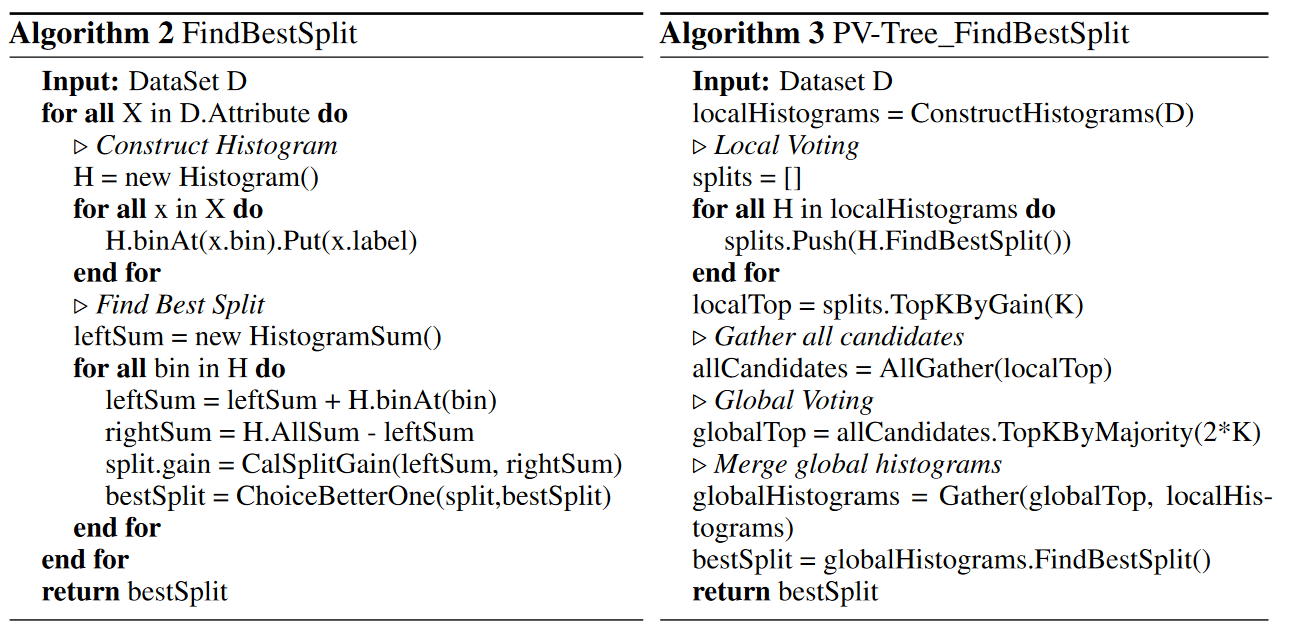 Algorithm 2 FindBestSplit
Input: DataSet D
for all X in D.Attribute do
▷ Construct Histogram
H = new Histogram()
for all x in X do
H.binAt(x.bin).Put(x.label)
end for
▷ Find Best Split
leftSum = new HistogramSum()
for all bin in H do
leftSum = leftSum + H.binAt(bin)
rightSum = H.AllSum - leftSum
split.gain = CalSplitGain(leftSum, rightSum)
bestSplit = ChoiceBetterOne(split,bestSplit)
end for
end for
return bestSplit
Algorithm 3 PV-Tree_FindBestSplit
Input: Dataset D
localHistograms = ConstructHistograms(D)
▷ Local Voting
splits = []
for all H in localHistograms do
splits.Push(H.FindBestSplit())
end for
localTop = splits.TopKByGain(K)
▷ Gather all candidates
allCandidates = AllGather(localTop)
▷ Global Voting
globalTop = allCandidates.TopKByMajority(2*K)
▷ Merge global histograms
globalHistograms = Gather(globalTop, localHis-
tograms)
bestSplit = globalHistograms.FindBestSplit()
return bestSplit